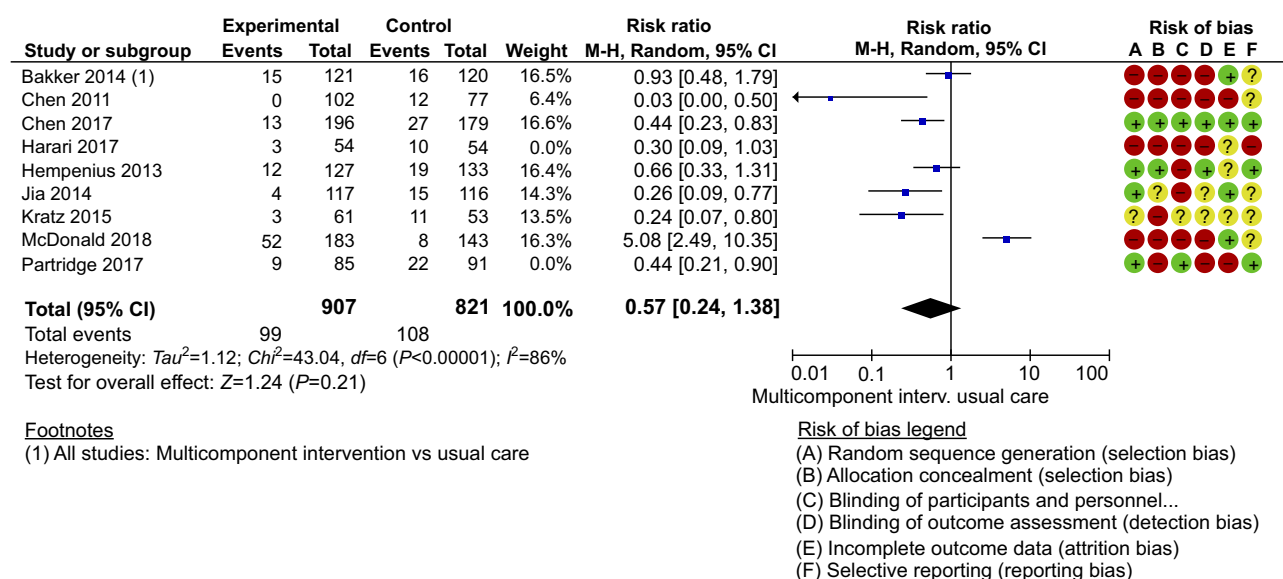 Experimental Control Risk ratio Risk ratio Risk of bias
Study or subgroup Events Total Events Total Weight M-H, Random, 95% CI M-H, Random, 95% CI A B C D E F
Bakker 2014 (1) 15 121 16 120 16.5% 0.93 [0.48, 1.79] − − − − + ?
Chen 2011 0 102 12 77 6.4% 0.03 [0.00, 0.50] − − − − − ?
Chen 2017 13 196 27 179 16.6% 0.44 [0.23, 0.83] + + + + + +
Harari 2017 3 54 10 54 0.0% 0.30 [0.09, 1.03] − − − − ? −
Hempenius 2013 12 127 19 133 16.4% 0.66 [0.33, 1.31] + + − + ? +
Jia 2014 4 117 15 116 14.3% 0.26 [0.09, 0.77] + ? − ? + ?
Kratz 2015 3 61 11 53 13.5% 0.24 [0.07, 0.80] ? − ? ? ? ?
McDonald 2018 52 183 8 143 16.3% 5.08 [2.49, 10.35] − − − − + ?
Partridge 2017 9 85 22 91 0.0% 0.44 [0.21, 0.90] + − + − − +
Total (95% CI) 907 821 100.0% 0.57 [0.24, 1.38]
Total events 99 108
Heterogeneity: Tau²=1.12; Chi²=43.04, df=6 (P<0.00001); I²=86%
Test for overall effect: Z=1.24 (P=0.21)
0.01 0.1 1 10 100
Multicomponent interv. usual care
Footnotes
(1) All studies: Multicomponent intervention vs usual care
Risk of bias legend
(A) Random sequence generation (selection bias)
(B) Allocation concealment (selection bias)
(C) Blinding of participants and personnel...
(D) Blinding of outcome assessment (detection bias)
(E) Incomplete outcome data (attrition bias)
(F) Selective reporting (reporting bias)